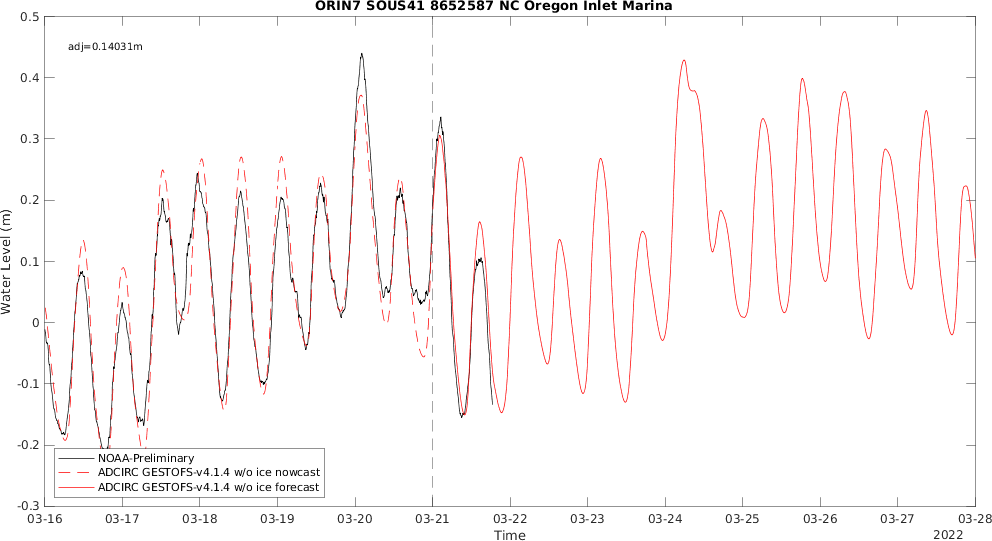 ORIN7 SOUS41 8652587 NC Oregon Inlet Marina
adj=0.14031m
Water Level (m)
0.5
0.4
0.3
0.2
0.1
0
-0.1
-0.2
-0.3
NOAA-Preliminary
ADCIRC GESTOFS-v4.1.4 w/o ice nowcast
ADCIRC GESTOFS-v4.1.4 w/o ice forecast
03-16 03-17 03-18 03-19 03-20 03-21 03-22 03-23 03-24 03-25 03-26 03-27 03-28
Time
2022